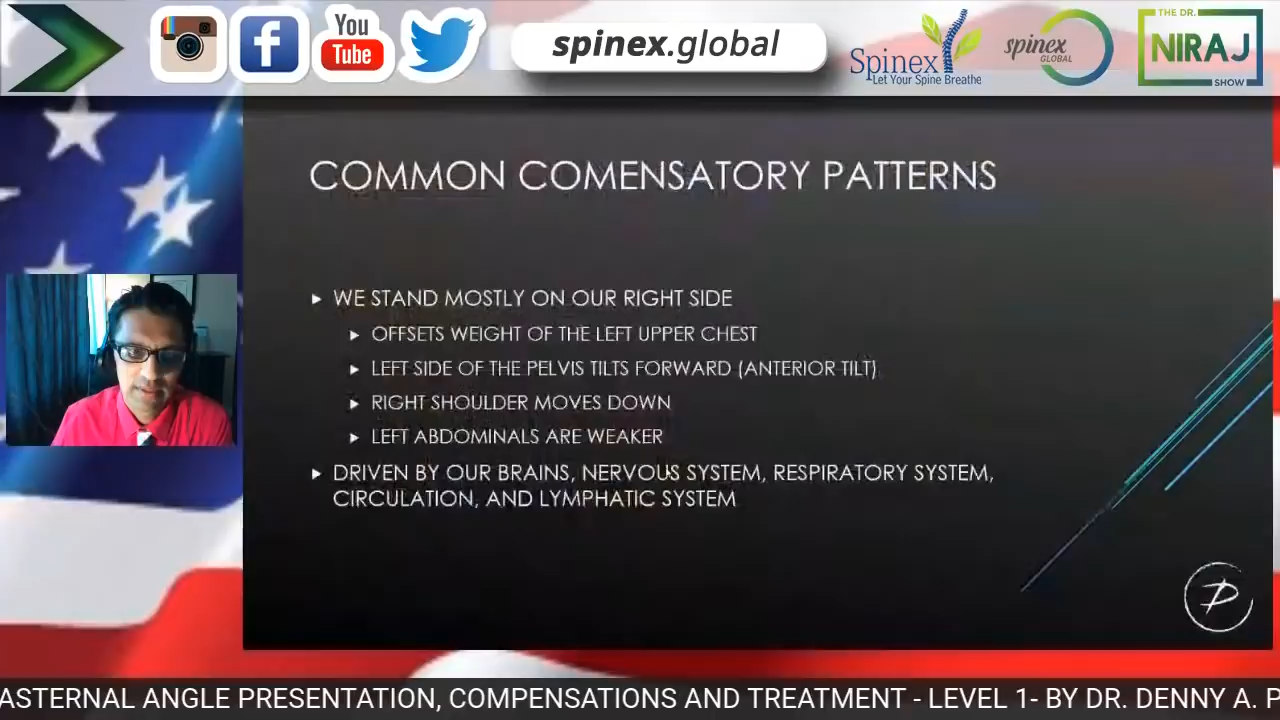 You
Tube
spinex.global
Spinex
Let Your Spine Breathe
spinex
GLOBAL
THE DR.
NIRAJ
SHOW
COMMON COMENSATORY PATTERNS
WE STAND MOSTLY ON OUR RIGHT SIDE
OFFSETS WEIGHT OF THE LEFT UPPER CHEST
LEFT SIDE OF THE PELVIS TILTS FORWARD (ANTERIOR TILT)
RIGHT SHOULDER MOVES DOWN
LEFT ABDOMINALS ARE WEAKER
DRIVEN BY OUR BRAINS, NERVOUS SYSTEM, RESPIRATORY SYSTEM,
CIRCULATION, AND LYMPHATIC SYSTEM
ASTERNAL ANGLE PRESENTATION, COMPENSATIONS AND TREATMENT - LEVEL 1- BY DR. DENNY A. P